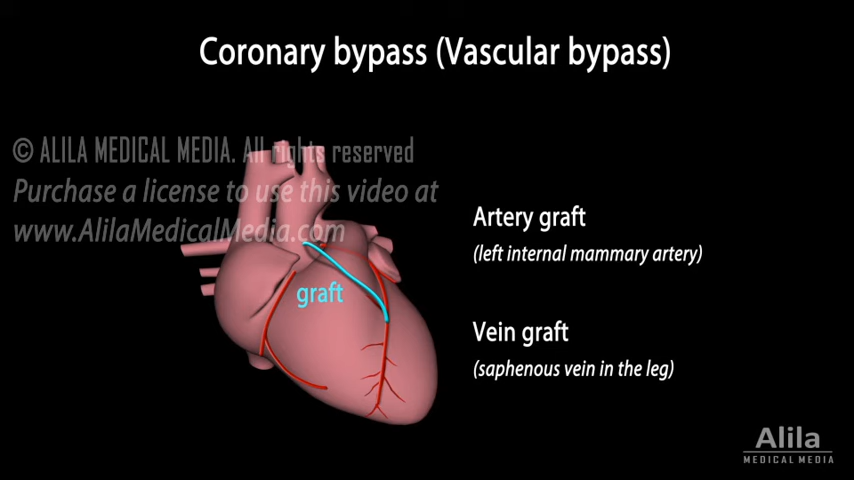 Coronary bypass (Vascular bypass)
© ALILA MEDICAL MEDIA. All rights reserved
Purchase a license to use this video at
www.AlilaMedicalMedia.com
Artery graft
(left internal mammary artery)
graft
Vein graft
(saphenous vein in the leg)
Alila
MEDICAL MEDIA